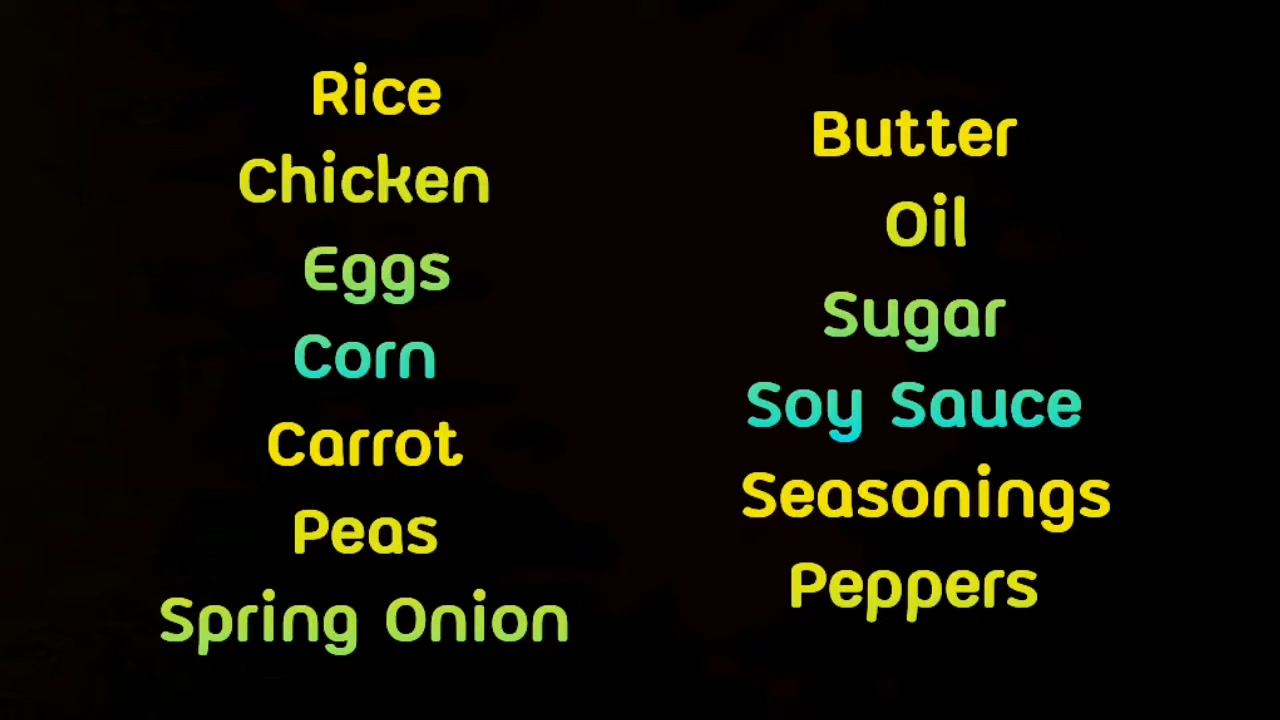 Rice
Chicken
Eggs
Corn
Carrot
Peas
Spring Onion
Butter
Oil
Sugar
Soy Sauce
Seasonings
Peppers